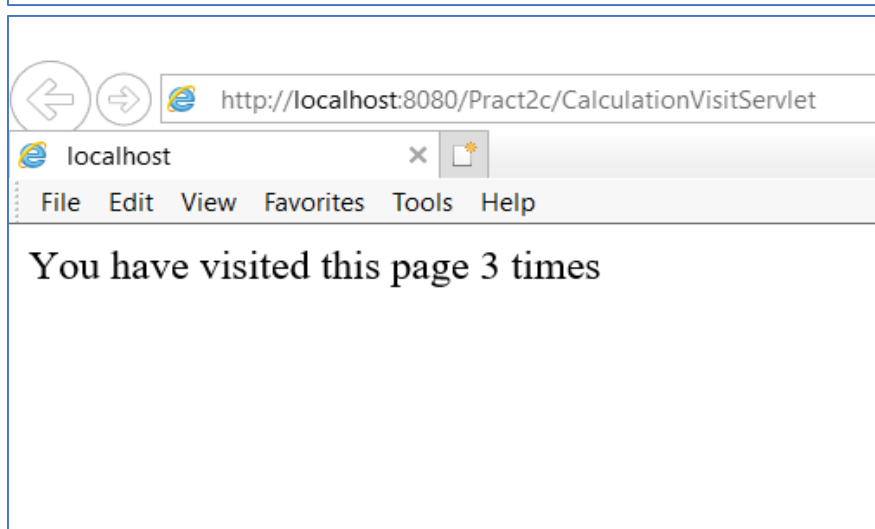 http://localhost:8080/Pract2c/CalculationVisitServlet
localhost
File Edit View Favorites Tools Help
You have visited this page 3 times